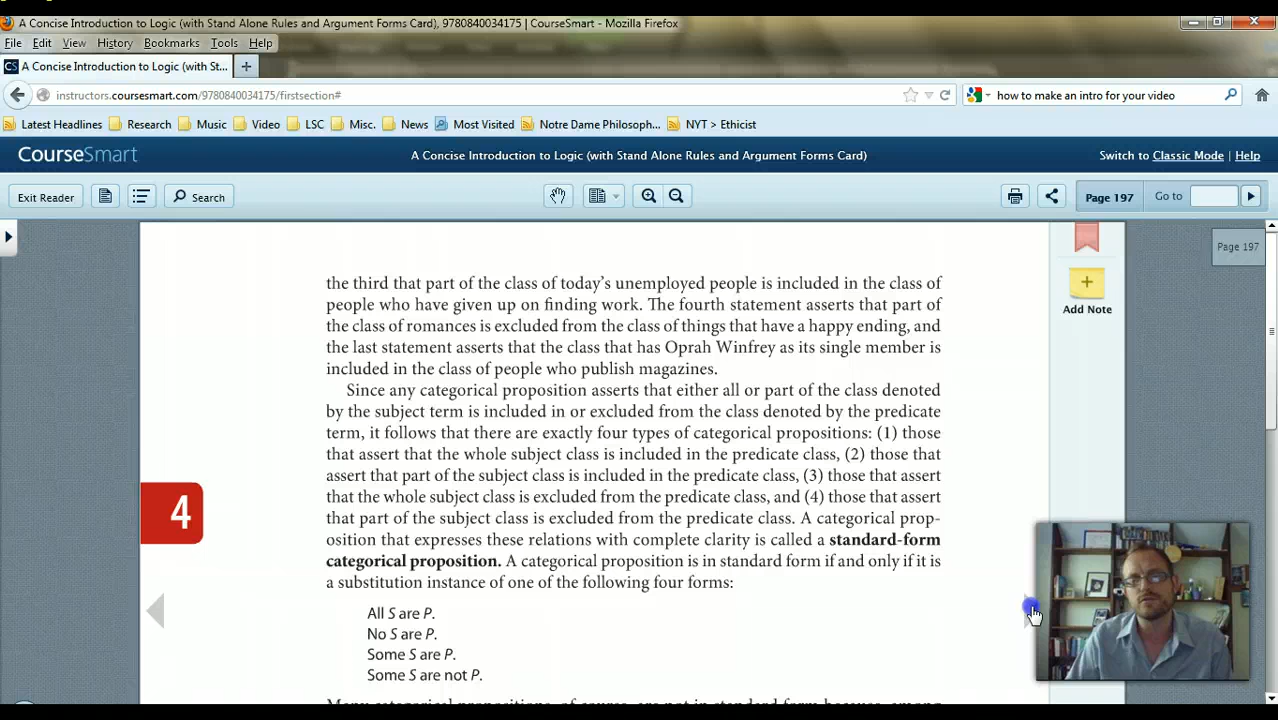 A Concise Introduction to Logic (with Stand Alone Rules and Argument Forms Card), 9780840034175 | CourseSmart - Mozilla Firefox
File Edit View History Bookmarks Tools Help
CS A Concise Introduction to Logic (with St... +
instructors.coursesmart.com/9780840034175/firstsection# how to make an intro for your video
Latest Headlines Research Music Video LSC Misc. News Most Visited Notre Dame Philosoph... NYT > Ethicist
CourseSmart A Concise Introduction to Logic (with Stand Alone Rules and Argument Forms Card) Switch to Classic Mode | Help
Exit Reader Search Page 197 Go to
Page 197
Add Note
the third that part of the class of today's unemployed people is included in the class of
people who have given up on finding work. The fourth statement asserts that part of
the class of romances is excluded from the class of things that have a happy ending, and
the last statement asserts that the class that has Oprah Winfrey as its single member is
included in the class of people who publish magazines.
Since any categorical proposition asserts that either all or part of the class denoted
by the subject term is included in or excluded from the class denoted by the predicate
term, it follows that there are exactly four types of categorical propositions: (1) those
that assert that the whole subject class is included in the predicate class, (2) those that
assert that part of the subject class is included in the predicate class, (3) those that assert
that the whole subject class is excluded from the predicate class, and (4) those that assert
that part of the subject class is excluded from the predicate class. A categorical prop-
osition that expresses these relations with complete clarity is called a standard-form
categorical proposition. A categorical proposition is in standard form if and only if it is
a substitution instance of one of the following four forms:
4
All S are P.
No S are P.
Some S are P.
Some S are not P.
Many categorical propositions, of course, are not in standard form because, among